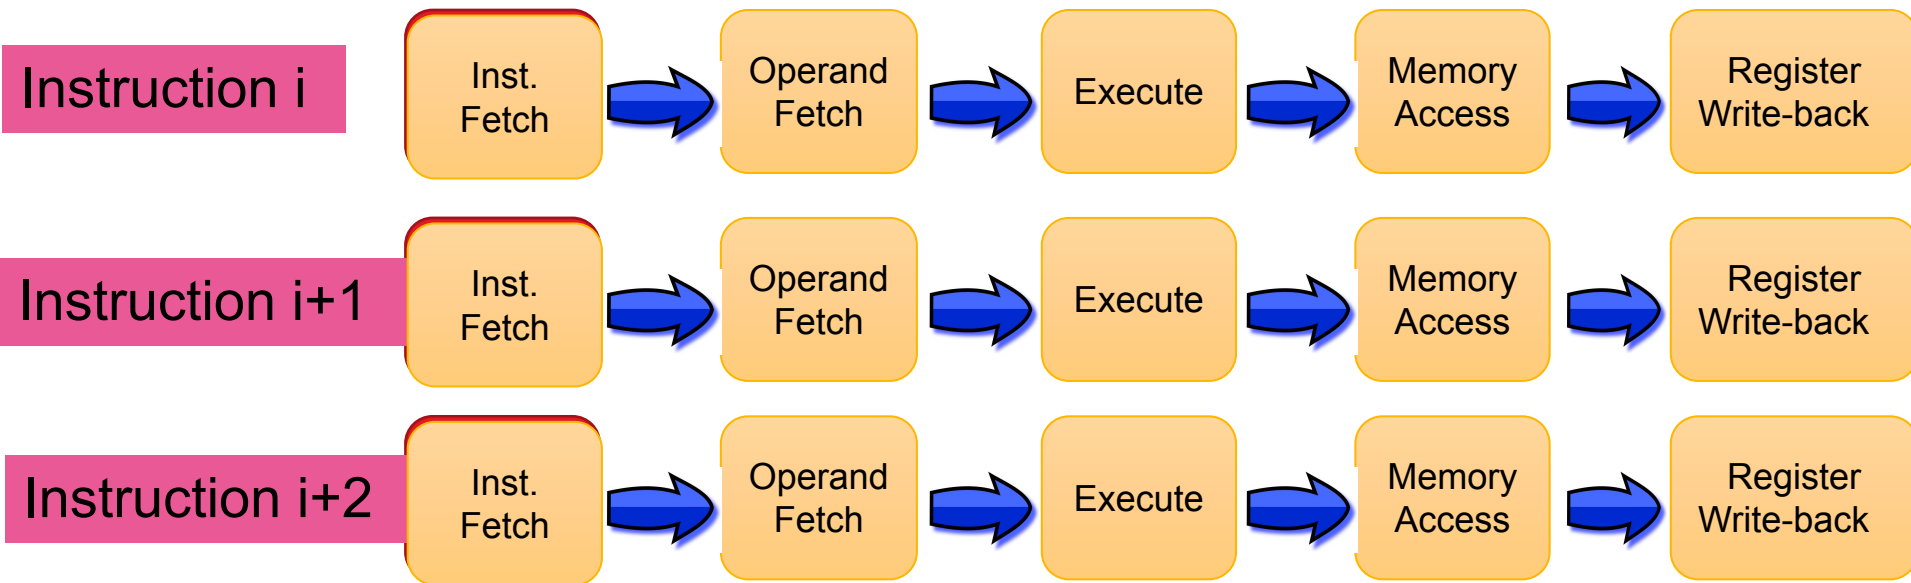 Instruction i
Inst.
Fetch
Operand
Fetch
Execute
Memory
Access
Register
Write-back
Instruction i+1
Inst.
Fetch
Operand
Fetch
Execute
Memory
Access
Register
Write-back
Instruction i+2
Inst.
Fetch
Operand
Fetch
Execute
Memory
Access
Register
Write-back